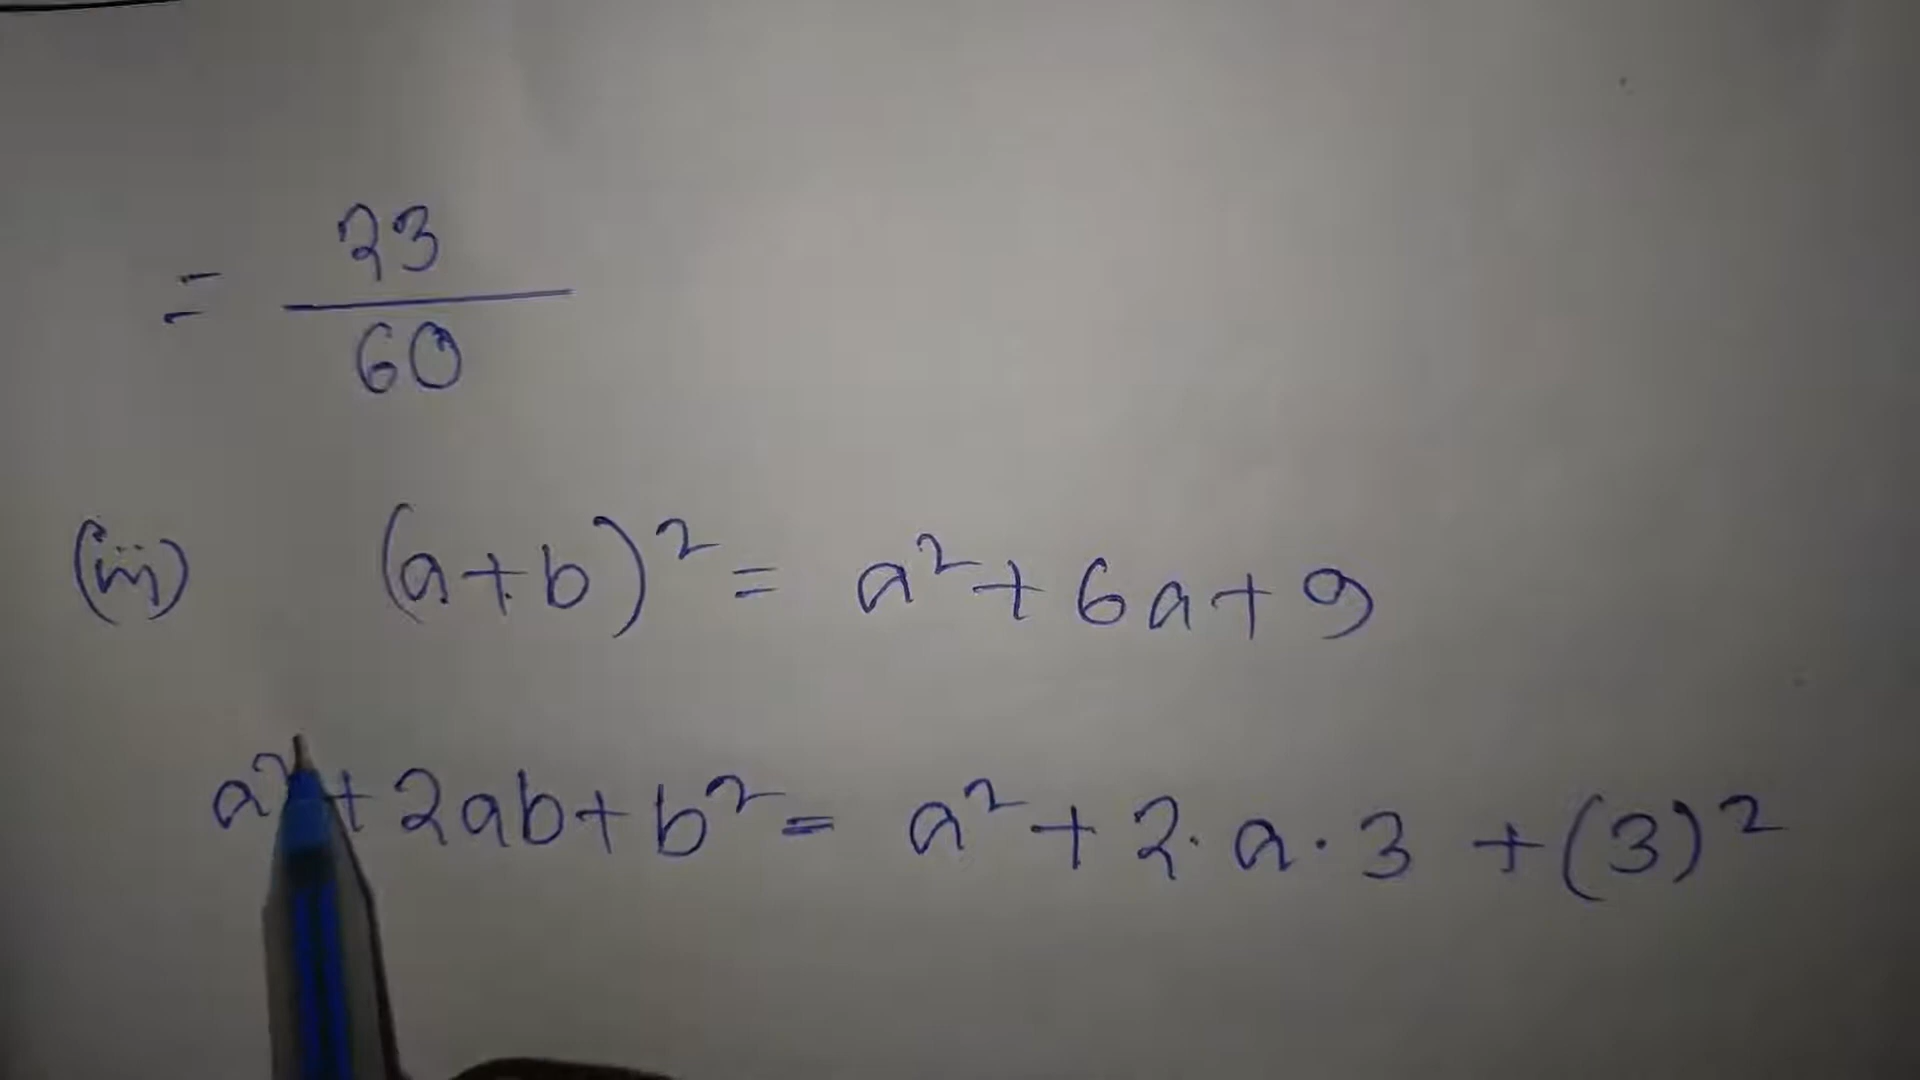 = 23/60
(iii) (a+b)² = a² + 6a + 9
a² + 2ab + b² = a² + 2·a·3 + (3)²